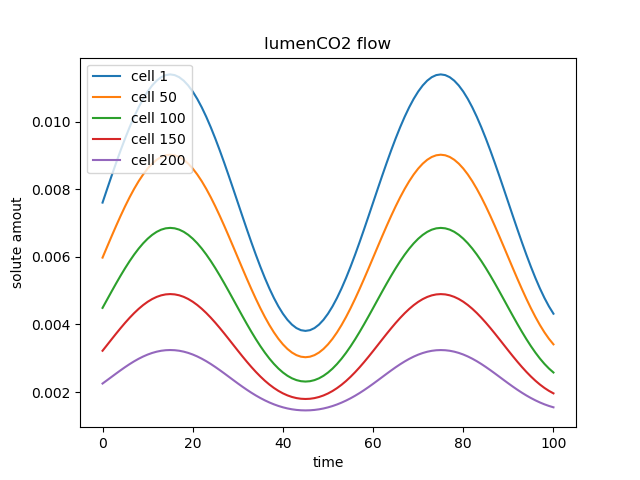 lumenCO2 flow
cell 1
cell 50
cell 100
cell 150
cell 200
solute amout
0.010
0.008
0.006
0.004
0.002
0 20 40 60 80 100
time